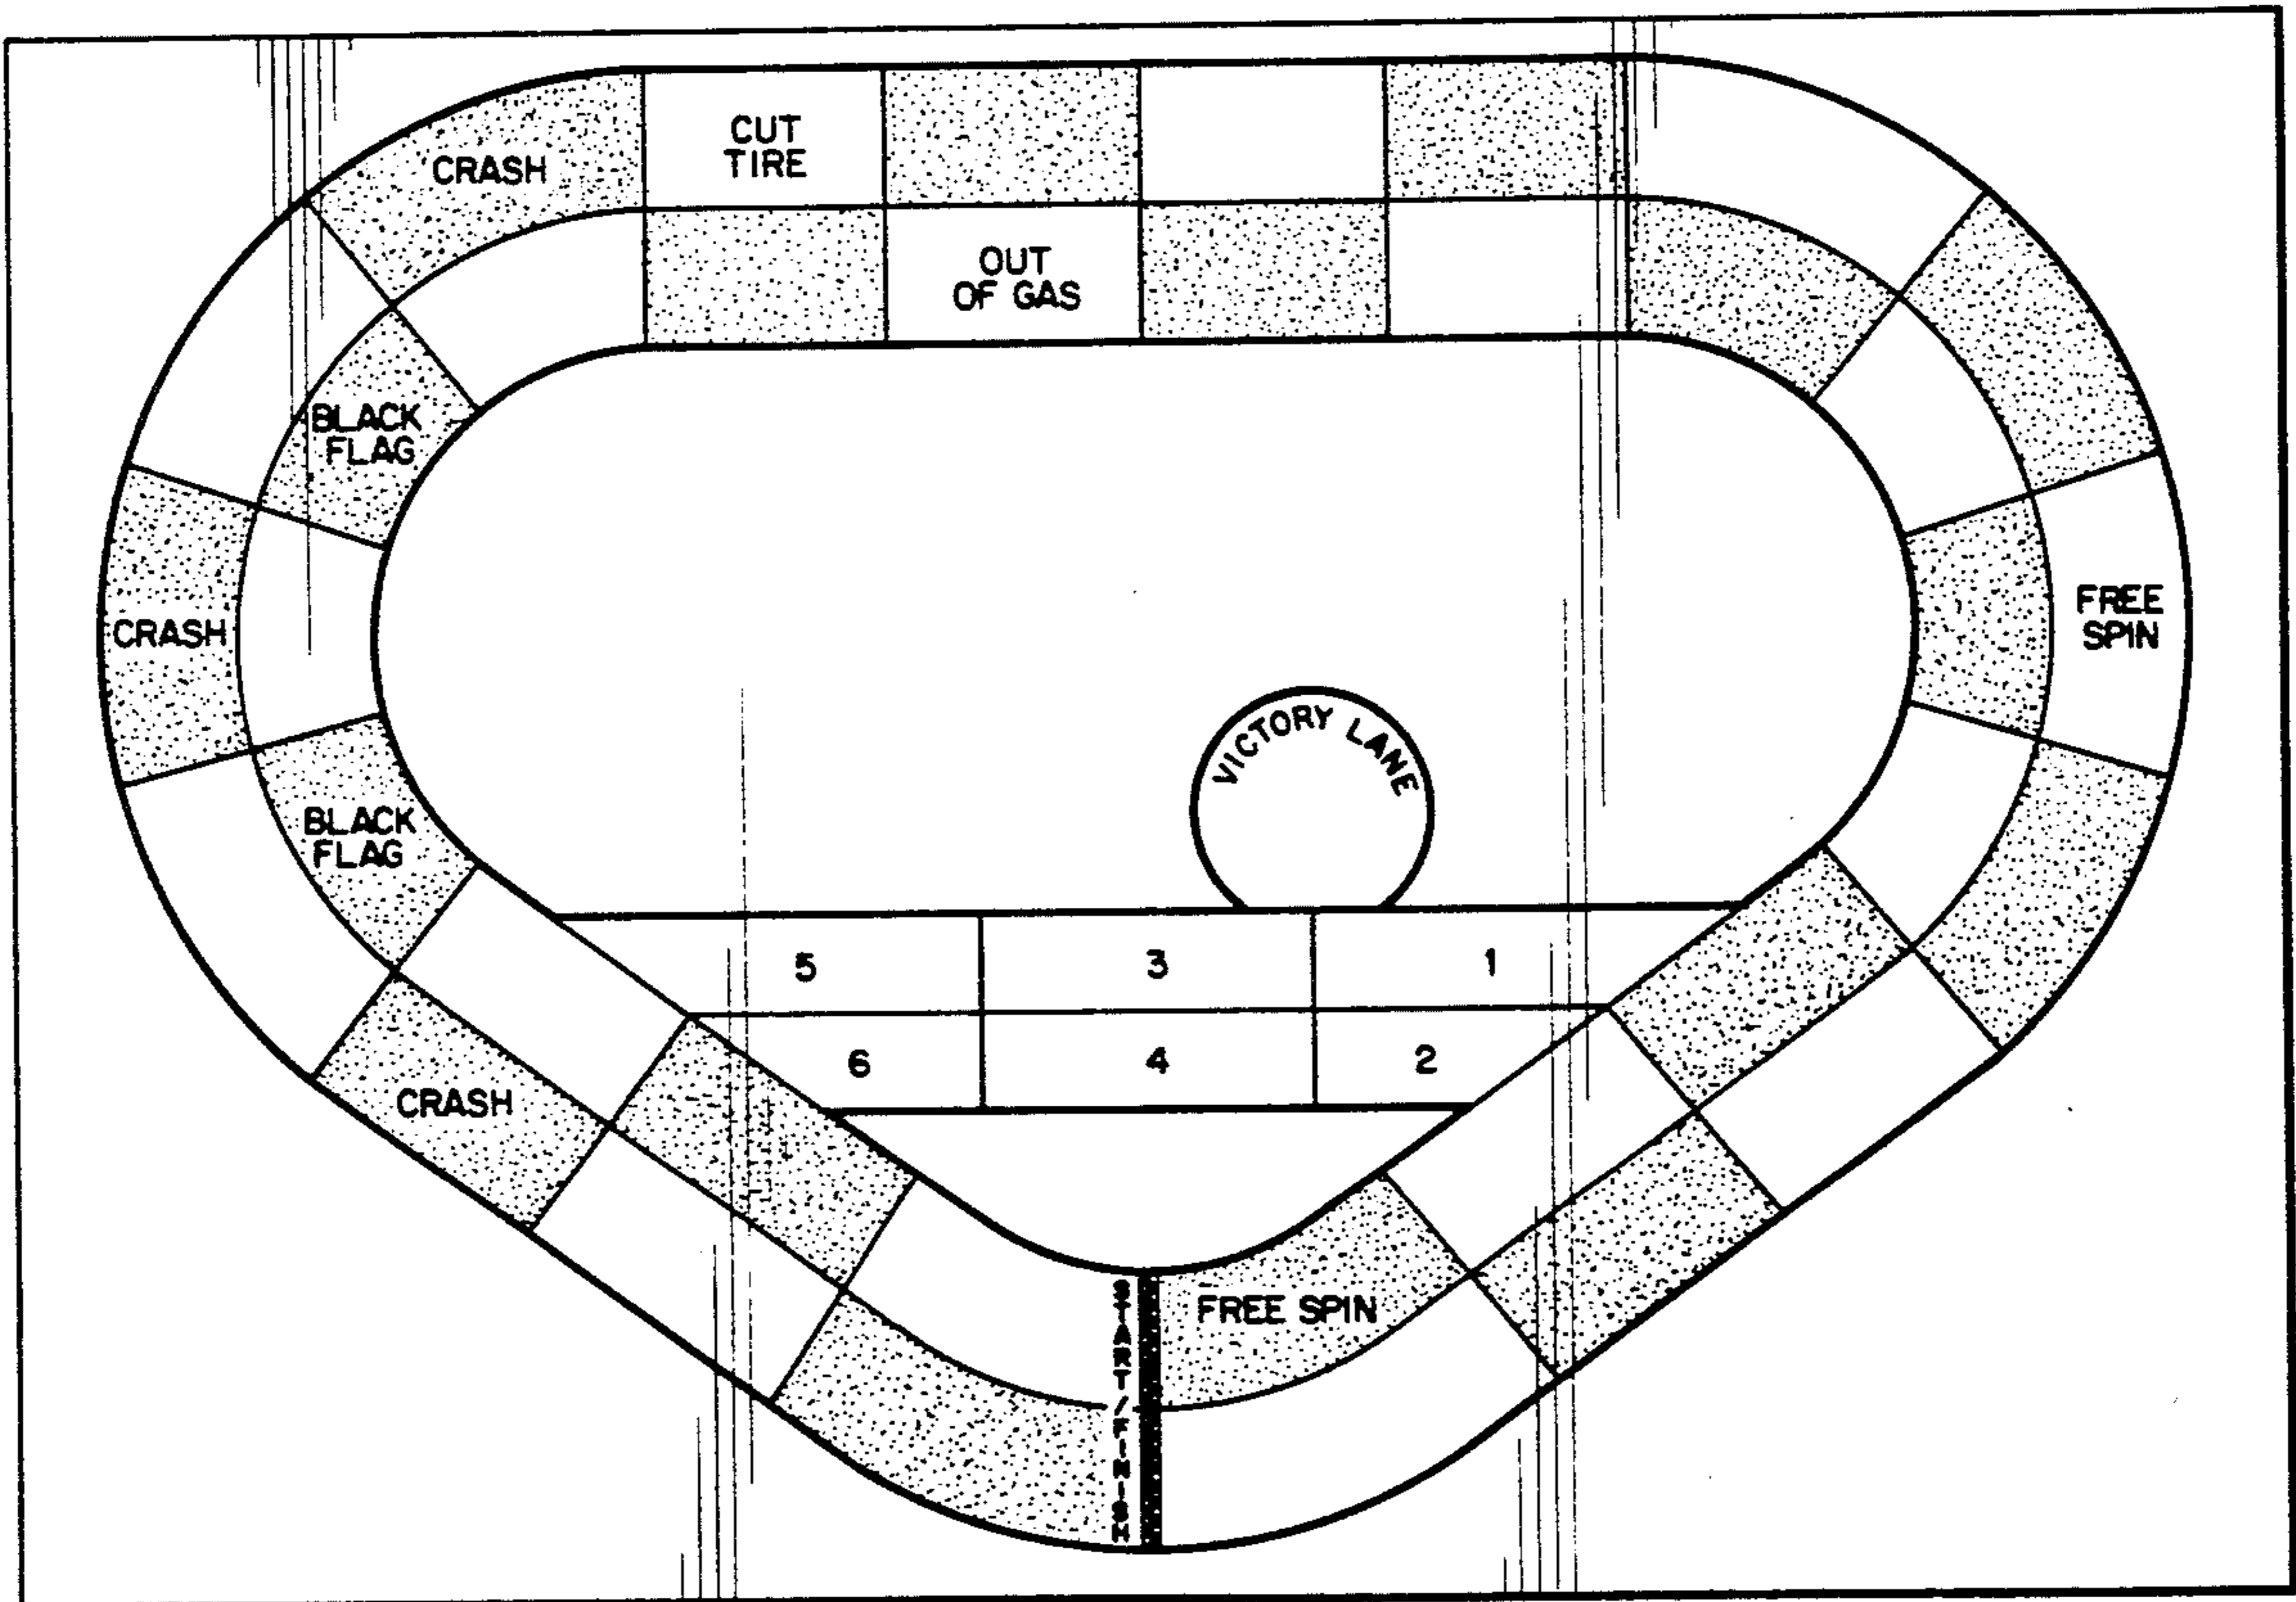 CUT
TIRE
CRASH
OUT
OF GAS
BLACK
FLAG
FREE
SPIN
CRASH
VICTORY LANE
BLACK
FLAG
5
3
1
6
4
2
CRASH
FREE SPIN
START/FINISH